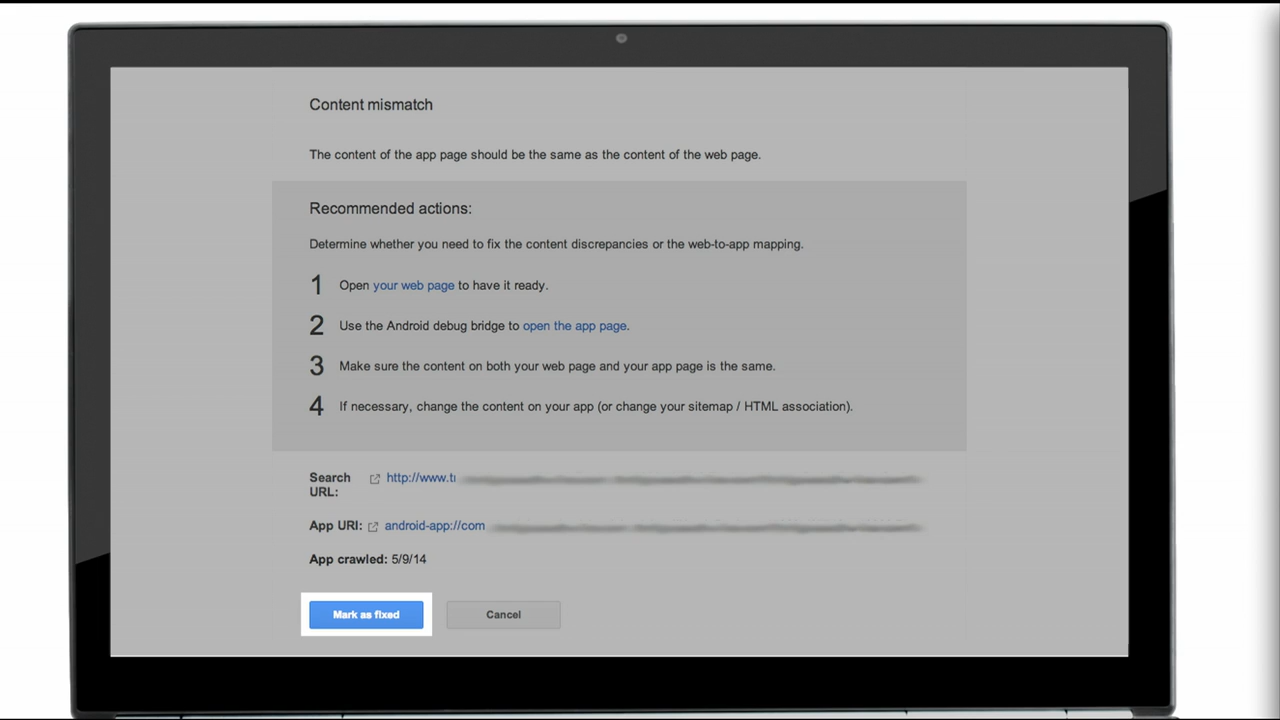 Content mismatch
The content of the app page should be the same as the content of the web page.
Recommended actions:
Determine whether you need to fix the content discrepancies or the web-to-app mapping.
1 Open your web page to have it ready.
2 Use the Android debug bridge to open the app page.
3 Make sure the content on both your web page and your app page is the same.
4 If necessary, change the content on your app (or change your sitemap / HTML association).
Search URL: http://www.t
App URI: android-app://com
App crawled: 5/9/14
Mark as fixed Cancel